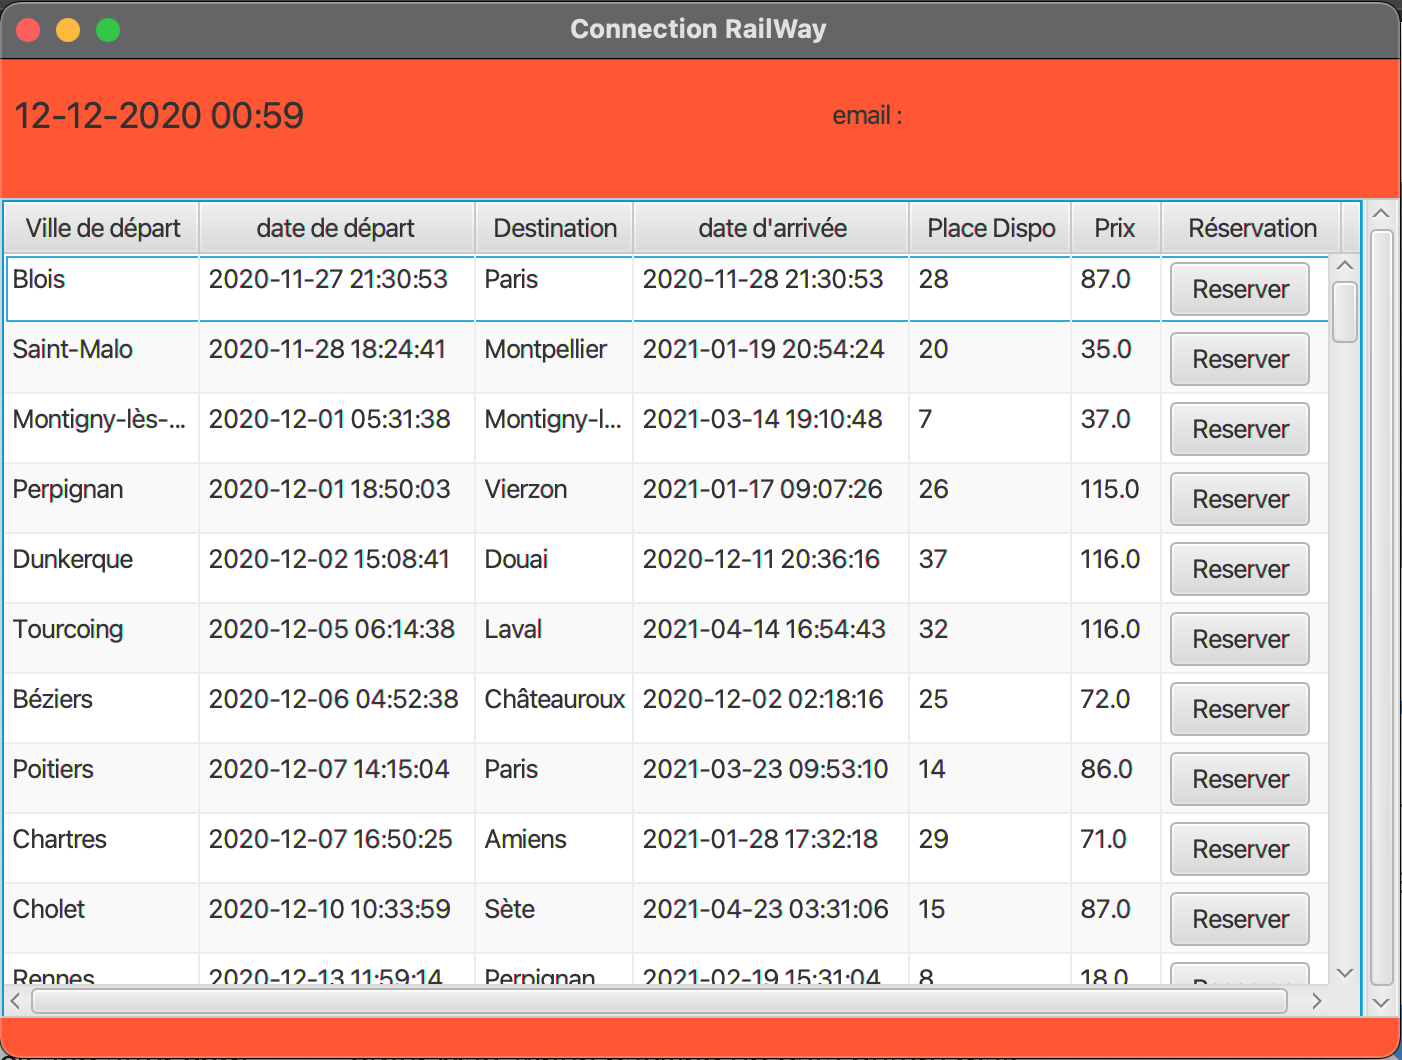 Connection RailWay
12-12-2020 00:59 email :
Ville de départ date de départ Destination date d'arrivée Place Dispo Prix Réservation
Blois 2020-11-27 21:30:53 Paris 2020-11-28 21:30:53 28 87.0 Reserver
Saint-Malo 2020-11-28 18:24:41 Montpellier 2021-01-19 20:54:24 20 35.0 Reserver
Montigny-lès-... 2020-12-01 05:31:38 Montigny-l... 2021-03-14 19:10:48 7 37.0 Reserver
Perpignan 2020-12-01 18:50:03 Vierzon 2021-01-17 09:07:26 26 115.0 Reserver
Dunkerque 2020-12-02 15:08:41 Douai 2020-12-11 20:36:16 37 116.0 Reserver
Tourcoing 2020-12-05 06:14:38 Laval 2021-04-14 16:54:43 32 116.0 Reserver
Béziers 2020-12-06 04:52:38 Châteauroux 2020-12-02 02:18:16 25 72.0 Reserver
Poitiers 2020-12-07 14:15:04 Paris 2021-03-23 09:53:10 14 86.0 Reserver
Chartres 2020-12-07 16:50:25 Amiens 2021-01-28 17:32:18 29 71.0 Reserver
Cholet 2020-12-10 10:33:59 Sète 2021-04-23 03:31:06 15 87.0 Reserver
Rennes 2020-12-13 11:59:14 Perpignan 2021-02-19 15:31:04 8 18.0